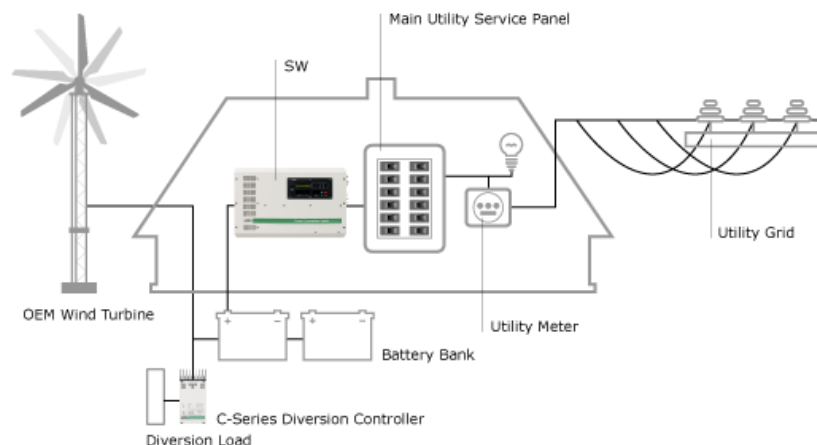 Main Utility Service Panel
SW
Utility Grid
OEM Wind Turbine
+ − + −
Utility Meter
Battery Bank
C-Series Diversion Controller
Diversion Load